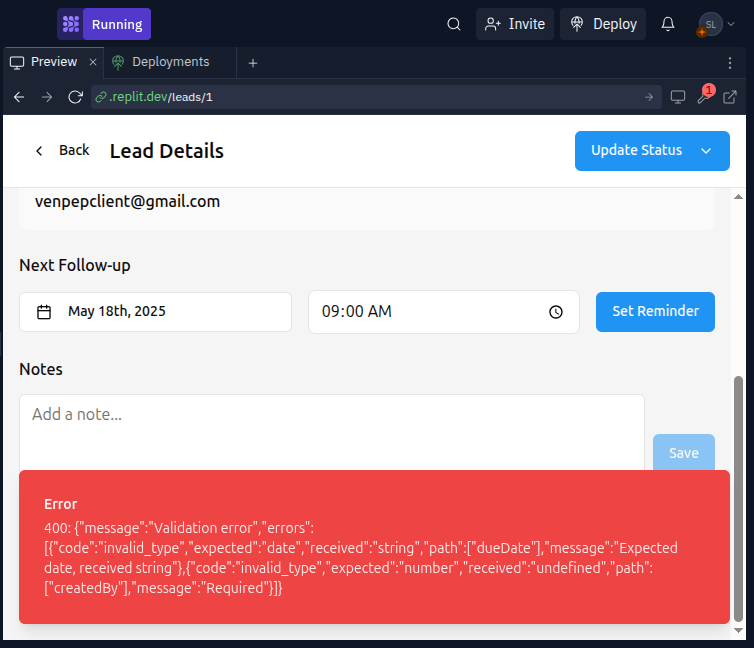 Running
Invite
Deploy
SL
Preview
Deployments
.replit.dev/leads/1
1
Back
Lead Details
Update Status
venpepclient@gmail.com
Next Follow-up
May 18th, 2025
09:00 AM
Set Reminder
Notes
Add a note...
Save
Error
400: {"message":"Validation error","errors":
[{"code":"invalid_type","expected":"date","received":"string","path":["dueDate"],"message":"Expected
date, received string"},{"code":"invalid_type","expected":"number","received":"undefined","path":
["createdBy"],"message":"Required"}]}